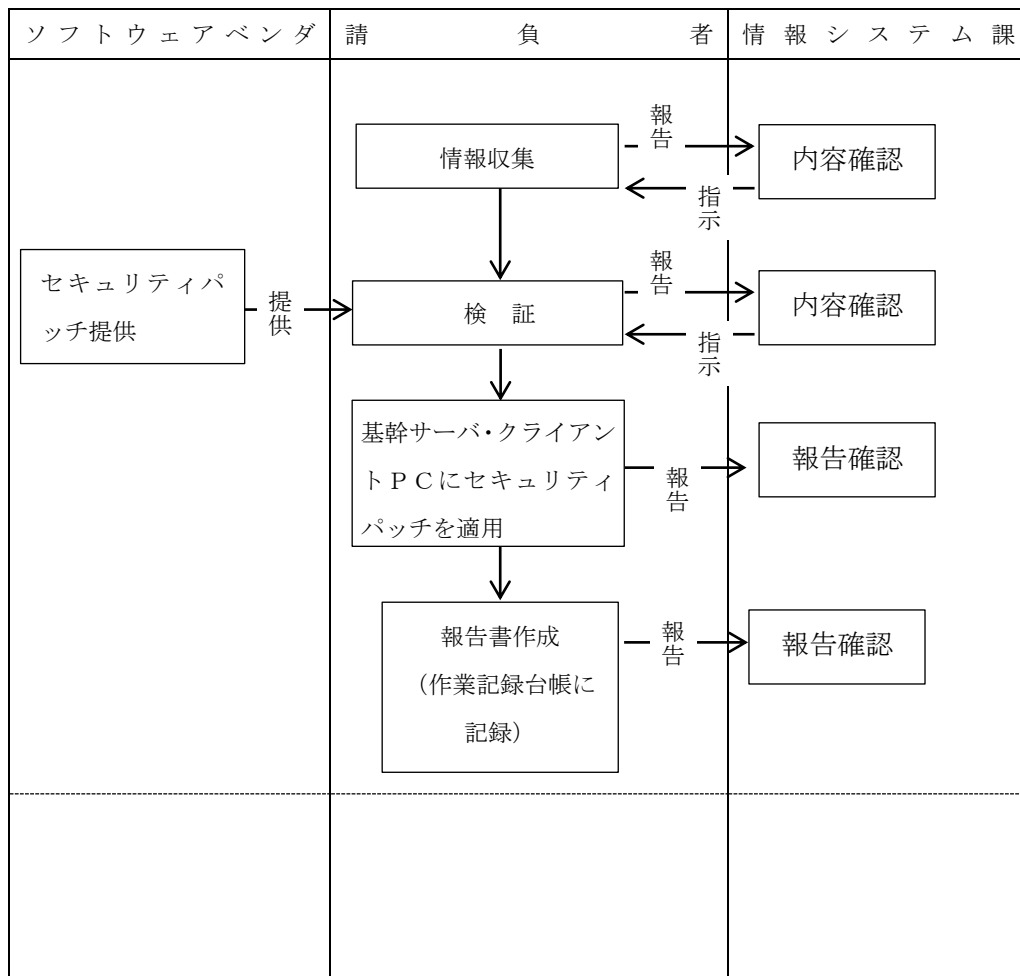 ソフトウェアベンダ
請負者
情報システム課
情報収集
報告
内容確認
指示
セキュリティパ
ッチ提供
提供
検 証
報告
内容確認
指示
基幹サーバ・クライアン
トPCにセキュリティ
パッチを適用
報告
報告確認
報告書作成
（作業記録台帳に
記録）
報告
報告確認